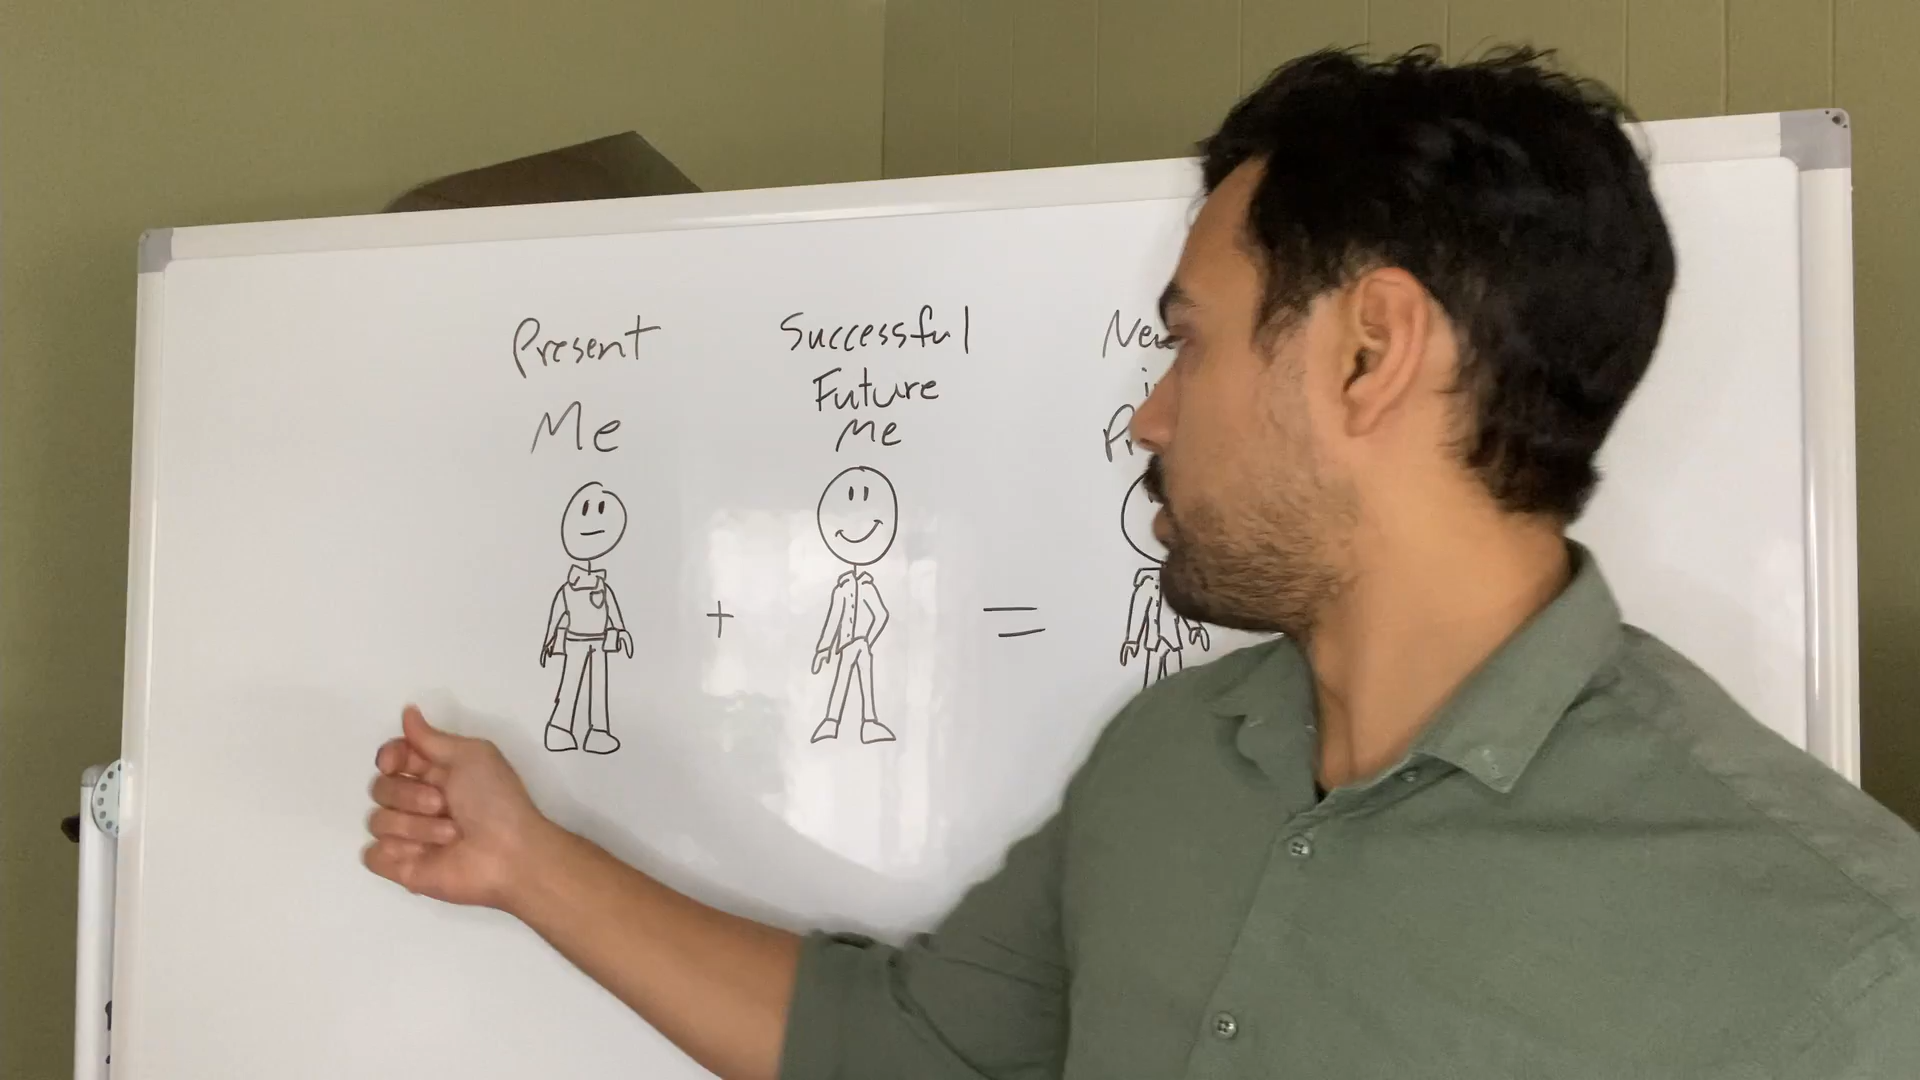 Present
Me
Successful
Future
Me
+
=